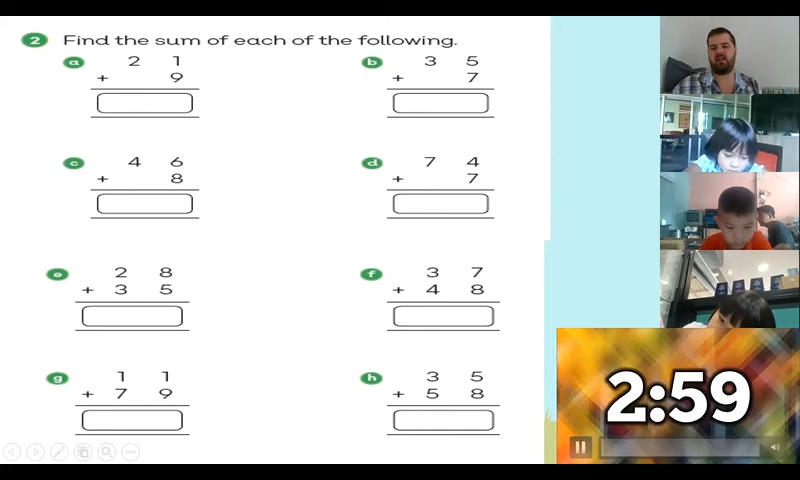 2 Find the sum of each of the following.
a 2 1
+ 9
b 3 5
+ 7
c 4 6
+ 8
d 7 4
+ 7
e 2 8
+ 3 5
f 3 7
+ 4 8
g 1 1
+ 7 9
h 3 5
+ 5 8
2:59